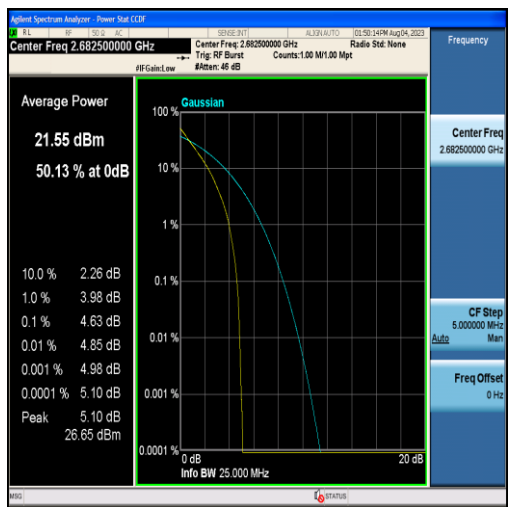 Agilent Spectrum Analyzer - Power Stat CCDF
RL RF 50 Ω AC SENSE:INT ALIGN AUTO 01:50:14 PM Aug 04, 2023
Center Freq 2.682500000 GHz
Center Freq: 2.682500000 GHz Radio Std: None
Trig: RF Burst Counts:1.00 M/1.00 Mpt
#IFGain:Low #Atten: 46 dB
Frequency
Average Power
21.55 dBm
50.13 % at 0dB
10.0 % 2.26 dB
1.0 % 3.98 dB
0.1 % 4.63 dB
0.01 % 4.85 dB
0.001 % 4.98 dB
0.0001 % 5.10 dB
Peak 5.10 dB
26.65 dBm
Gaussian
100 %
10 %
1 %
0.1 %
0.01 %
0.001 %
0.0001 %
0 dB 20 dB
Info BW 25.000 MHz
Center Freq
2.682500000 GHz
CF Step
5.000000 MHz
Auto Man
Freq Offset
0 Hz
MSG STATUS